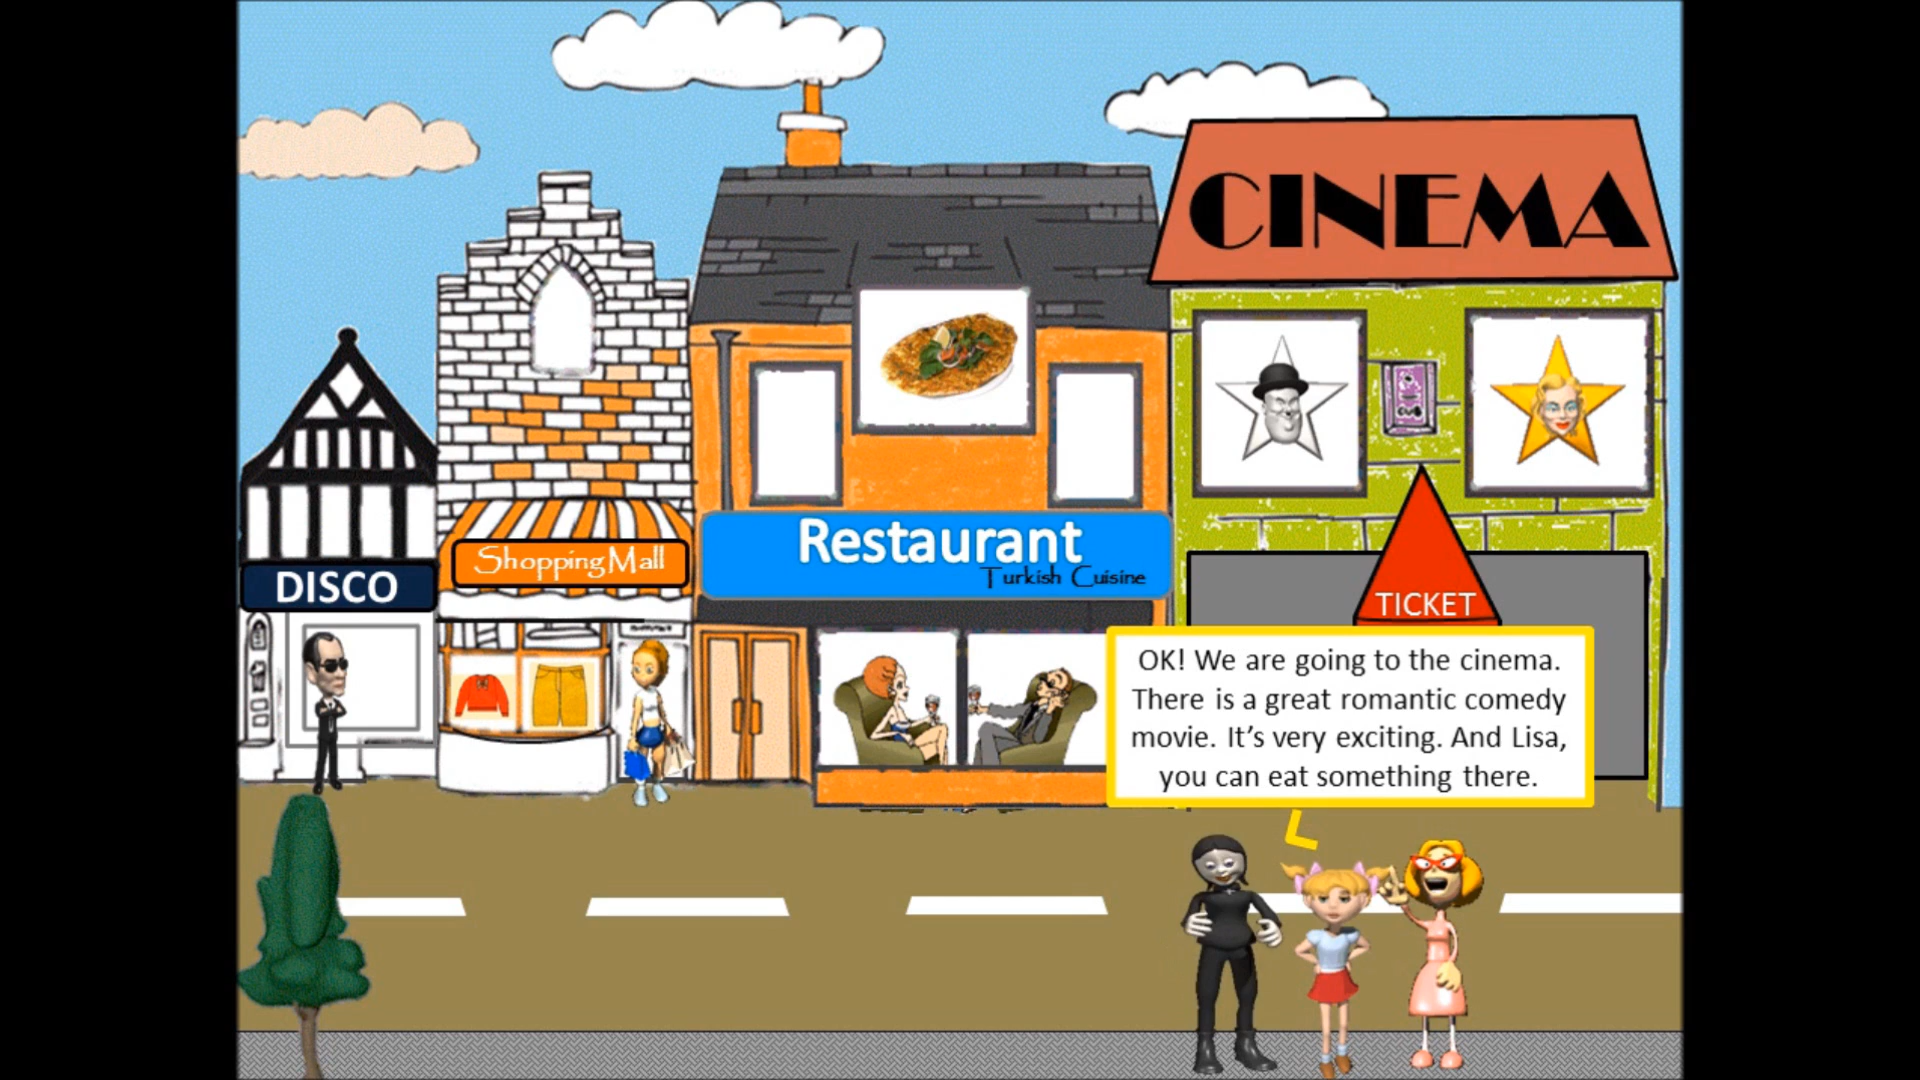 CINEMA
Restaurant
Turkish Cuisine
Shopping Mall
DISCO
TICKET
OK! We are going to the cinema.
There is a great romantic comedy
movie. It's very exciting. And Lisa,
you can eat something there.